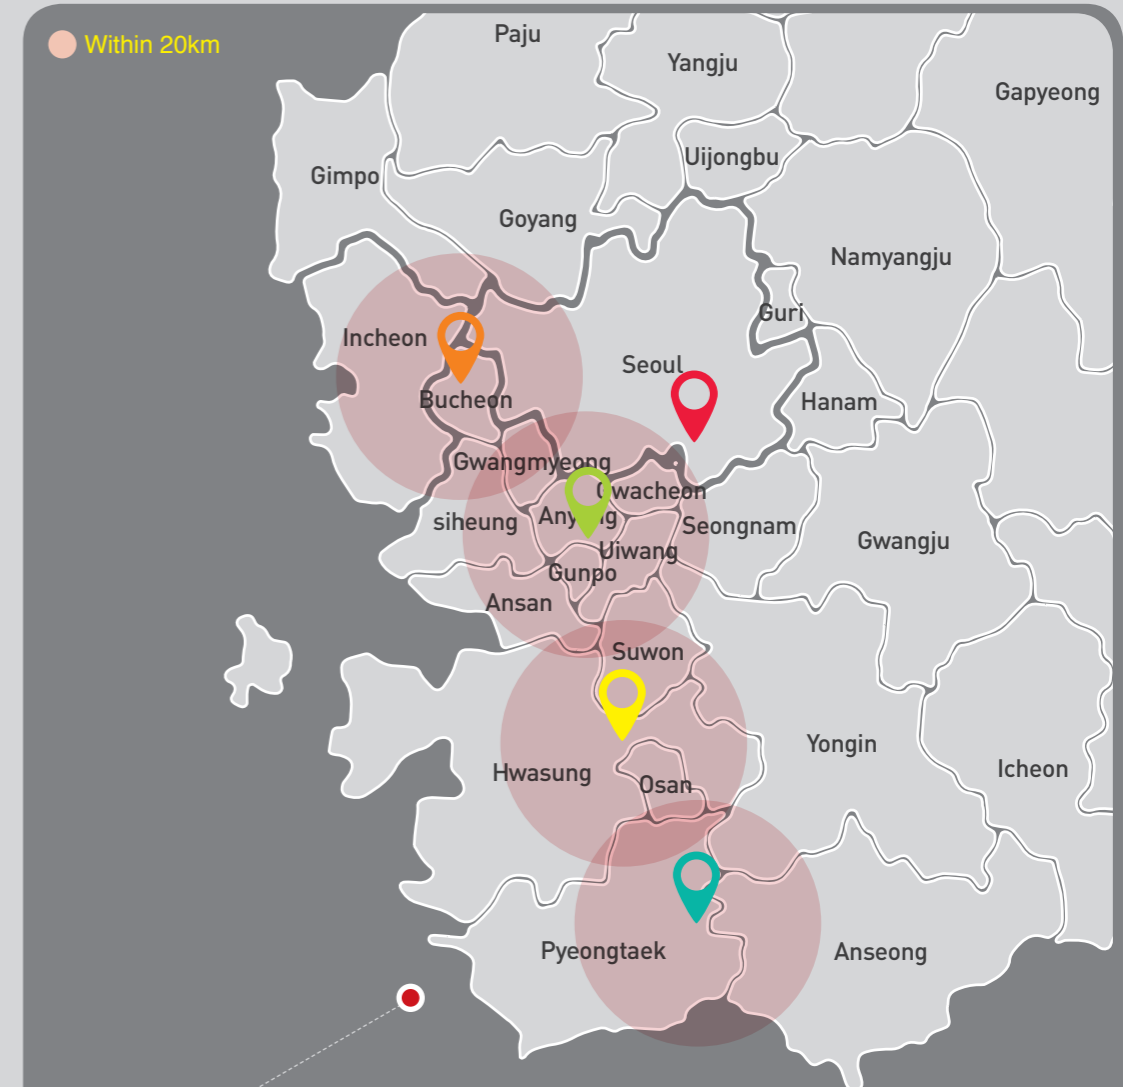 Within 20km
Paju
Yangju
Gapyeong
Uijongbu
Gimpo
Goyang
Namyangju
Guri
Incheon
Seoul
Bucheon
Hanam
Gwangmyeong
Gwacheon
siheung
Anyang
Seongnam
Gwangju
Uiwang
Gunpo
Ansan
Suwon
Yongin
Hwasung
Osan
Icheon
Pyeongtaek
Anseong